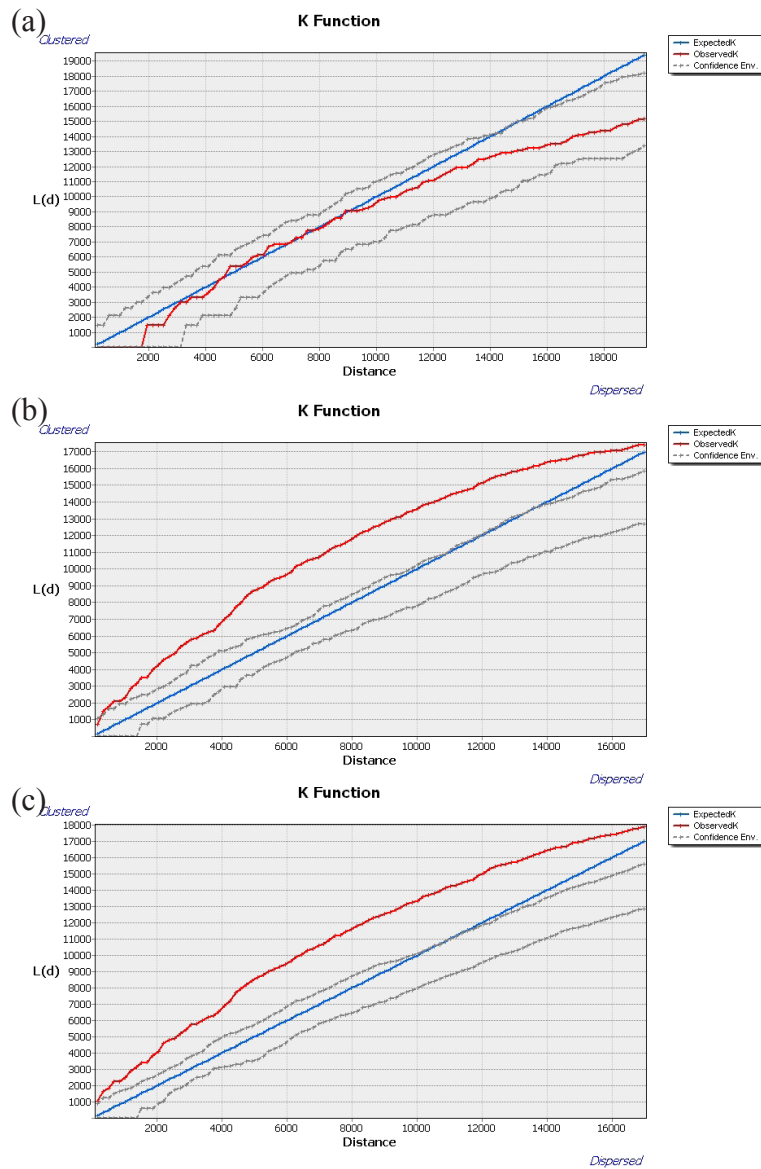 (a)
K Function
Clustered
ExpectedK
ObservedK
Confidence Env.
19000
18000
17000
16000
15000
14000
13000
12000
11000
10000
9000
8000
7000
6000
5000
4000
3000
2000
1000
L(d)
2000 4000 6000 8000 10000 12000 14000 16000 18000
Distance
Dispersed
(b)
K Function
Clustered
ExpectedK
ObservedK
Confidence Env.
17000
16000
15000
14000
13000
12000
11000
10000
9000
8000
7000
6000
5000
4000
3000
2000
1000
L(d)
2000 4000 6000 8000 10000 12000 14000 16000
Distance
Dispersed
(c)
K Function
Clustered
ExpectedK
ObservedK
Confidence Env.
18000
17000
16000
15000
14000
13000
12000
11000
10000
9000
8000
7000
6000
5000
4000
3000
2000
1000
L(d)
2000 4000 6000 8000 10000 12000 14000 16000
Distance
Dispersed